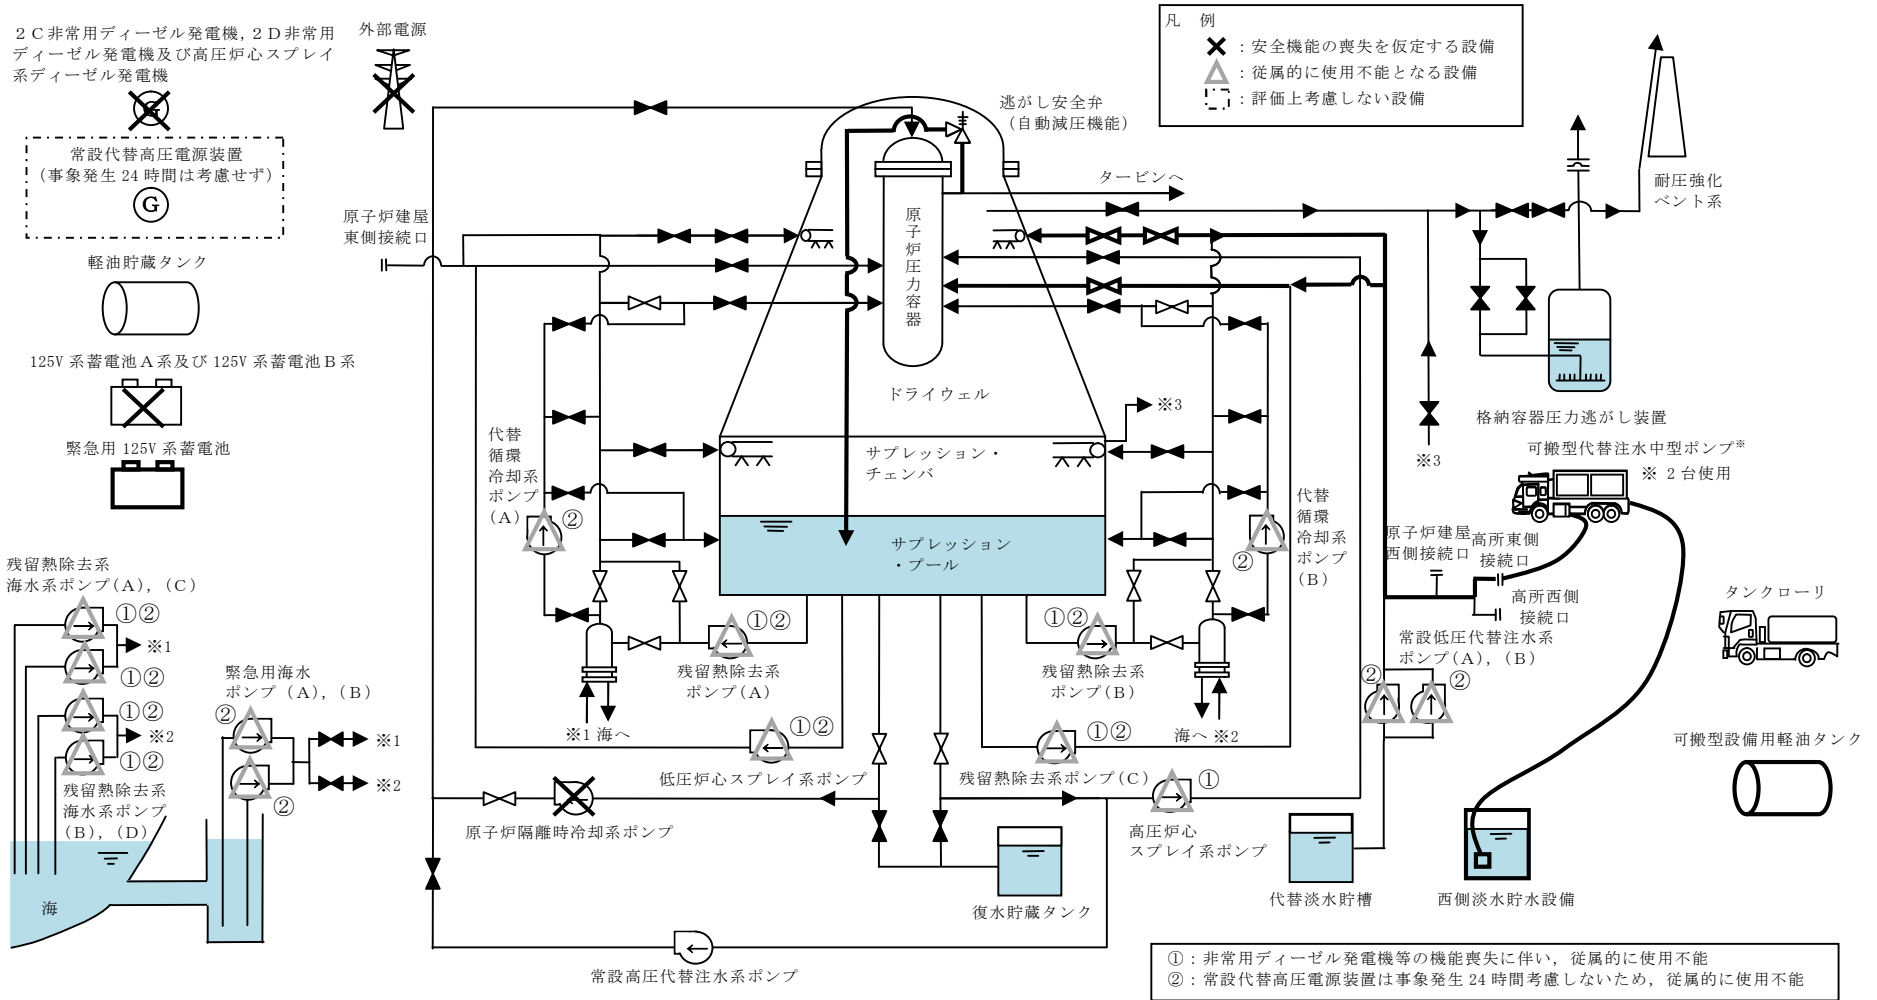 ２Ｃ非常用ディーゼル発電機，２Ｄ非常用
ディーゼル発電機及び高圧炉心スプレイ
系ディーゼル発電機
G
常設代替高圧電源装置
（事象発生 24 時間は考慮せず）
G
軽油貯蔵タンク
125V 系蓄電池Ａ系及び 125V 系蓄電池Ｂ系
緊急用 125V 系蓄電池
外部電源
凡　例
：安全機能の喪失を仮定する設備
：従属的に使用不能となる設備
：評価上考慮しない設備
逃がし安全弁
（自動減圧機能）
タービンへ
耐圧強化
ベント系
原子炉建屋
東側接続口
原子炉圧力容器
ドライウェル
サプレッション・
チェンバ
サプレッション
・プール
※3
※3
格納容器圧力逃がし装置
可搬型代替注水中型ポンプ※
※ 2 台使用
代替
循環
冷却系
ポンプ
(Ａ)
②
代替
循環
冷却系
ポンプ
(Ｂ)
②
原子炉建屋
西側接続口
高所東側
接続口
高所西側
接続口
タンクローリ
残留熱除去系
海水系ポンプ(Ａ)，(Ｃ)
①②
※1
①②
①②
※2
①②
残留熱除去系
海水系ポンプ
(Ｂ)，(Ｄ)
緊急用海水
ポンプ（Ａ），（Ｂ）
②
※1
※2
②
海
①②
残留熱除去系
ポンプ(Ａ)
※1 海へ
①②
残留熱除去系
ポンプ(Ｂ)
海へ ※2
①②
低圧炉心スプレイ系ポンプ
①②
残留熱除去系ポンプ(Ｃ)
原子炉隔離時冷却系ポンプ
①
高圧炉心
スプレイ系ポンプ
常設低圧代替注水系
ポンプ(Ａ)，(Ｂ)
②
②
可搬型設備用軽油タンク
復水貯蔵タンク
代替淡水貯槽
西側淡水貯水設備
常設高圧代替注水系ポンプ
①：非常用ディーゼル発電機等の機能喪失に伴い，従属的に使用不能
②：常設代替高圧電源装置は事象発生 24 時間考慮しないため，従属的に使用不能